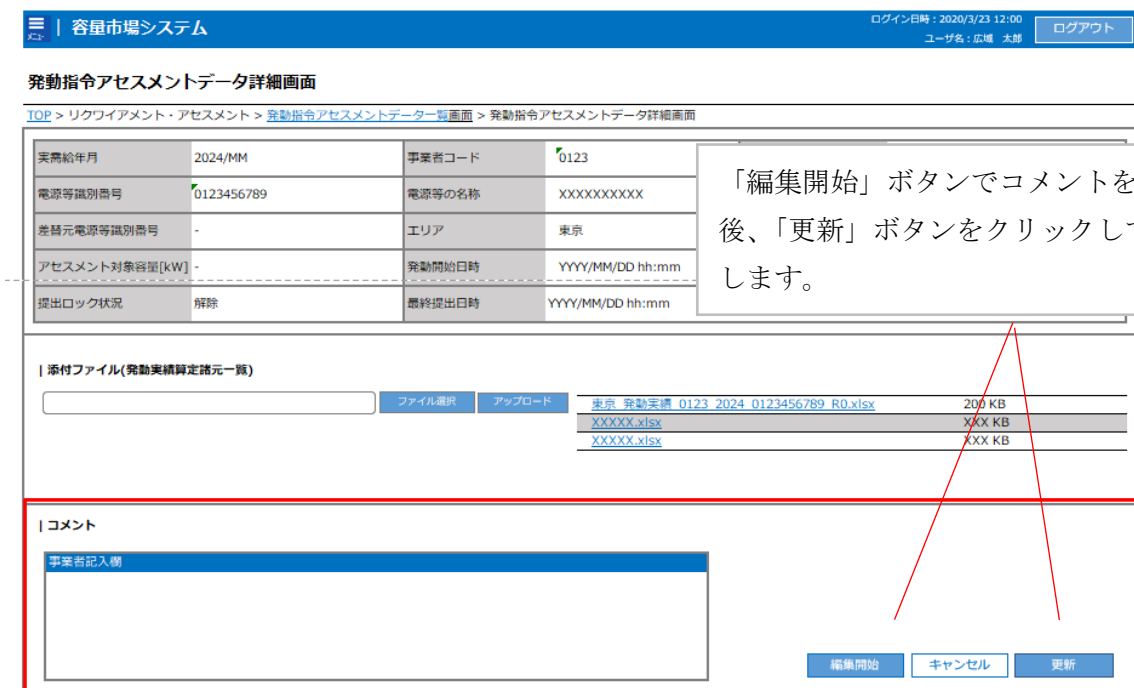 メニュー | 容量市場システム
ログイン日時：2020/3/23 12:00
ユーザ名：広域 太郎
ログアウト
発動指令アセスメントデータ詳細画面
TOP > リクワイアメント・アセスメント > 発動指令アセスメントデータ一覧画面 > 発動指令アセスメントデータ詳細画面
実需給年月 2024/MM 事業者コード 0123
電源等識別番号 0123456789 電源等の名称 XXXXXXXXXX
差替元電源等識別番号 - エリア 東京
アセスメント対象容量[kW] - 発動開始日時 YYYY/MM/DD hh:mm
提出ロック状況 解除 最終提出日時 YYYY/MM/DD hh:mm
「編集開始」ボタンでコメントを
後、「更新」ボタンをクリックして
します。
| 添付ファイル(発動実績算定諸元一覧)
ファイル選択 アップロード
東京_発動実績_0123_2024_0123456789_R0.xlsx 200 KB
XXXXX.xlsx XXX KB
XXXXX.xlsx XXX KB
| コメント
事業者記入欄
編集開始 キャンセル 更新